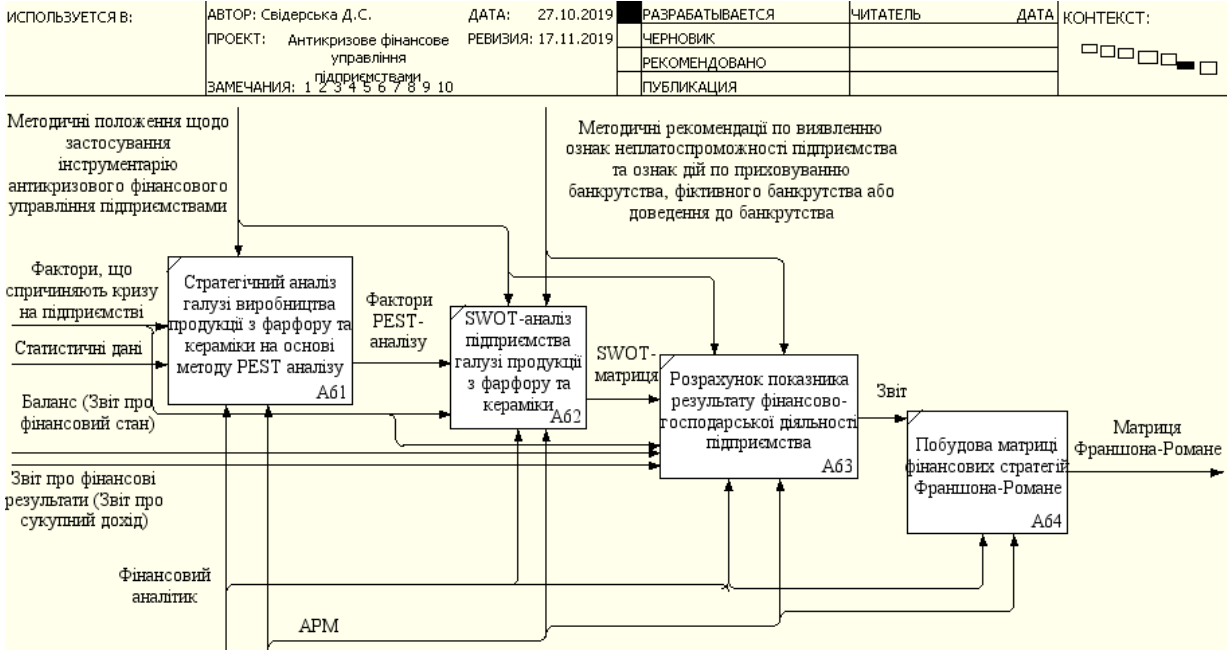 ИСПОЛЬЗУЕТСЯ В:
АВТОР: Свідерська Д.С.
ДАТА: 27.10.2019
ПРОЕКТ: Антикризове фінансове
управління
підприємствами
РЕВИЗИЯ: 17.11.2019
ЗАМЕЧАНИЯ: 1 2 3 4 5 6 7 8 9 10
РАЗРАБАТЫВАЕТСЯ
ЧЕРНОВИК
РЕКОМЕНДОВАНО
ПУБЛИКАЦИЯ
ЧИТАТЕЛЬ
ДАТА
КОНТЕКСТ:
Методичні положення щодо
застосування
інструментарію
антикризового фінансового
управління підприємствами
Методичні рекомендації по виявленню
ознак неплатоспроможності підприємства
та ознак дій по приховуванню
банкрутства, фіктивного банкрутства або
доведення до банкрутства
Фактори, що
спричиняють кризу
на підприємстві
Статистичні дані
Баланс (Звіт про
фінансовий стан)
Звіт про фінансові
результати (Звіт про
сукупний дохід)
Стратегічний аналіз
галузі виробництва
продукції з фарфору та
кераміки на основі
методу PEST аналізу
А61
Фактори
PEST-
аналізу
SWOT-аналіз
підприємства
галузі продукції
з фарфору та
кераміки
А62
SWOT-
матриця
Розрахунок показника
результату фінансово-
господарської діяльності
підприємства
А63
Звіт
Побудова матриці
фінансових стратегій
Франшона-Романе
А64
Матриця
Франшона-Романе
Фінансовий
аналітик
АРМ